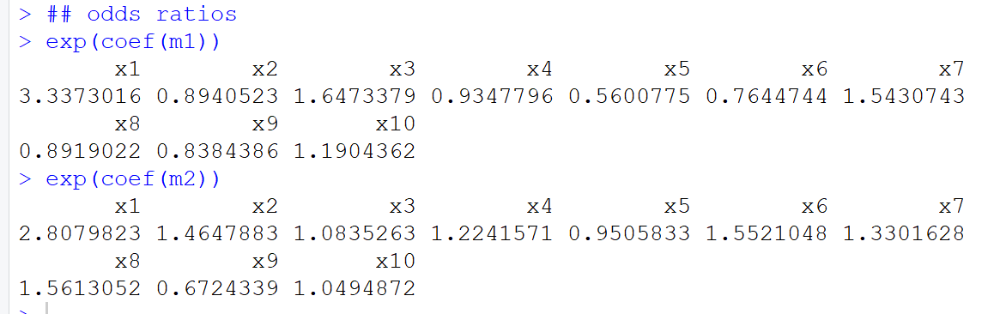 > ## odds ratios
> exp(coef(m1))
       x1        x2        x3        x4        x5        x6        x7
3.3373016 0.8940523 1.6473379 0.9347796 0.5600775 0.7644744 1.5430743
       x8        x9       x10
0.8919022 0.8384386 1.1904362
> exp(coef(m2))
       x1        x2        x3        x4        x5        x6        x7
2.8079823 1.4647883 1.0835263 1.2241571 0.9505833 1.5521048 1.3301628
       x8        x9       x10
1.5613052 0.6724339 1.0494872
>